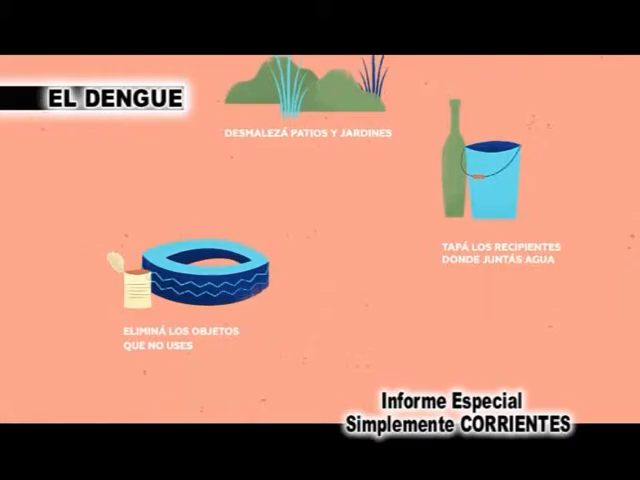 EL DENGUE
DESMALEZÁ PATIOS Y JARDINES
TAPÁ LOS RECIPIENTES
DONDE JUNTÁS AGUA
ELIMINÁ LOS OBJETOS
QUE NO USES
Informe Especial
Simplemente CORRIENTES